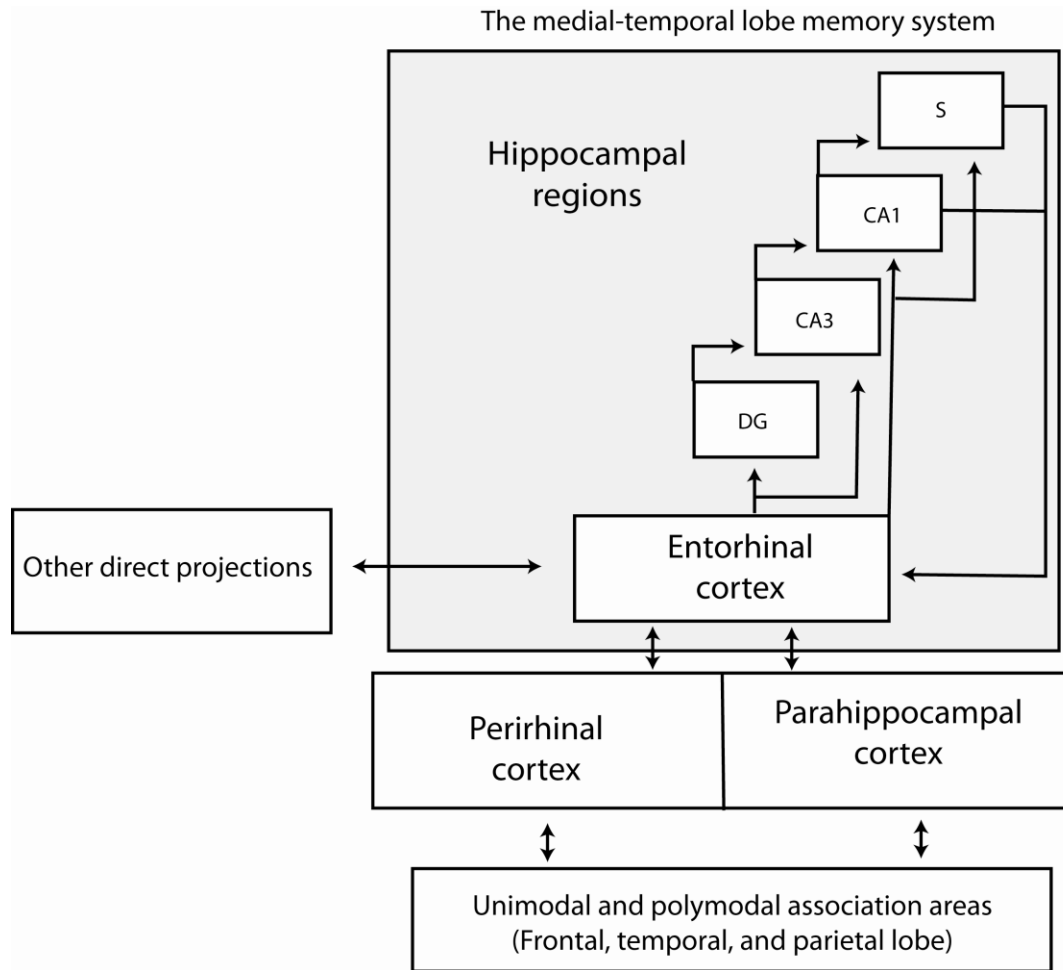 The medial-temporal lobe memory system
S
Hippocampal
regions
CA1
CA3
DG
Entorhinal
cortex
Other direct projections
Perirhinal
cortex
Parahippocampal
cortex
Unimodal and polymodal association areas
(Frontal, temporal, and parietal lobe)